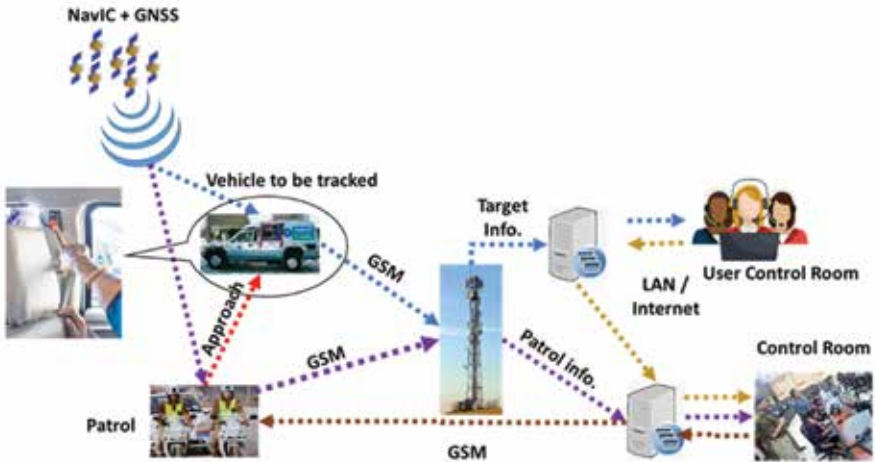 NavIC + GNSS
Vehicle to be tracked
Target
Info.
GSM
User Control Room
LAN /
Internet
Approach
GSM
Patrol info.
Control Room
Patrol
GSM